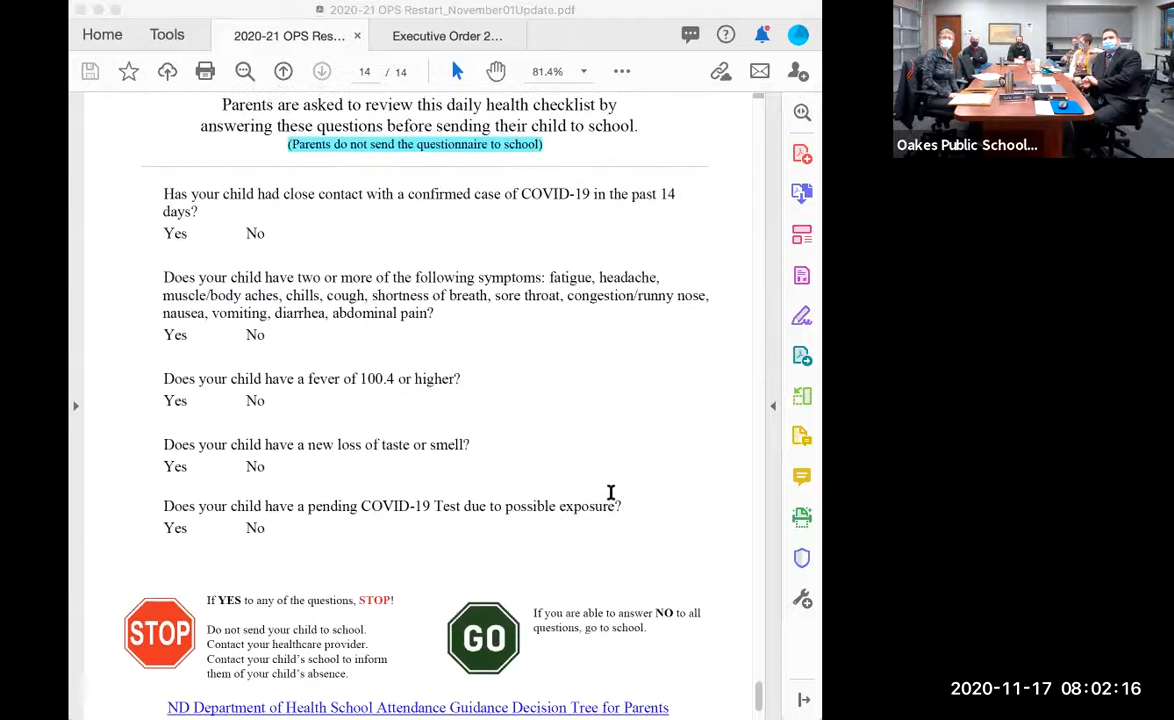 2020-21 OPS Restart_November01Update.pdf
Home
Tools
2020-21 OPS Res... ×
Executive Order 2...
14 / 14
81.4%
Parents are asked to review this daily health checklist by
answering these questions before sending their child to school.
(Parents do not send the questionnaire to school)
Has your child had close contact with a confirmed case of COVID-19 in the past 14
days?
Yes No
Does your child have two or more of the following symptoms: fatigue, headache,
muscle/body aches, chills, cough, shortness of breath, sore throat, congestion/runny nose,
nausea, vomiting, diarrhea, abdominal pain?
Yes No
Does your child have a fever of 100.4 or higher?
Yes No
Does your child have a new loss of taste or smell?
Yes No
Does your child have a pending COVID-19 Test due to possible exposure?
Yes No
STOP
If YES to any of the questions, STOP!
Do not send your child to school.
Contact your healthcare provider.
Contact your child's school to inform
them of your child's absence.
GO
If you are able to answer NO to all
questions, go to school.
ND Department of Health School Attendance Guidance Decision Tree for Parents
Oakes Public School...
2020-11-17 08:02:16